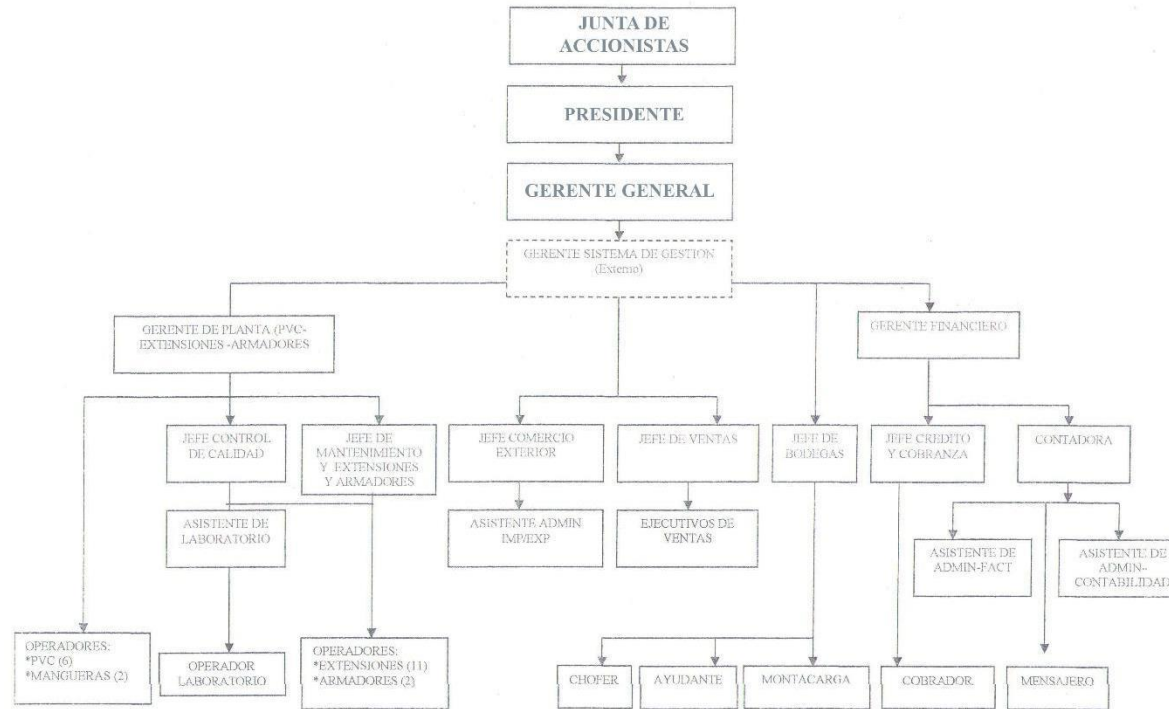 JUNTA DE
ACCIONISTAS
PRESIDENTE
GERENTE GENERAL
GERENTE SISTEMA DE GESTION
(Externo)
GERENTE DE PLANTA (PVC-
EXTENSIONES -ARMADORES
GERENTE FINANCIERO
JEFE CONTROL
DE CALIDAD
JEFE DE
MANTENIMIENTO
Y EXTENSIONES
Y ARMADORES
JEFE COMERCIO
EXTERIOR
JEFE DE VENTAS
JEFE DE
BODEGAS
JEFE CREDITO
Y COBRANZA
CONTADORA
ASISTENTE DE
LABORATORIO
ASISTENTE ADMIN
IMP/EXP
EJECUTIVOS DE
VENTAS
ASISTENTE DE
ADMIN-FACT
ASISTENTE DE
ADMIN--
CONTABILIDAD
OPERADORES:
*PVC (6)
*MANGUERAS (2)
OPERADOR
LABORATORIO
OPERADORES:
*EXTENSIONES (11)
*ARMADORES (2)
CHOFER
AYUDANTE
MONTACARGA
COBRADOR
MENSAJERO